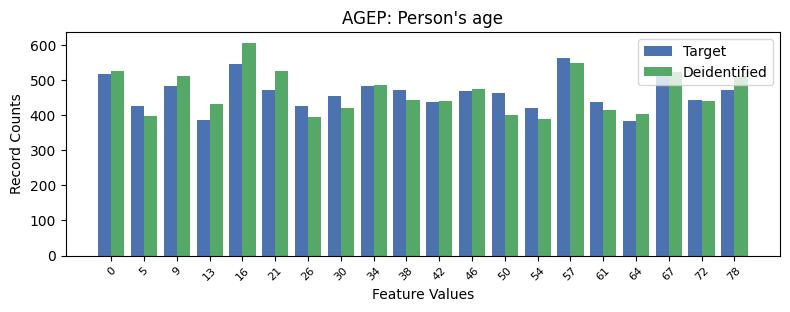 AGEP: Person's age
Target
Deidentified
Record Counts
600
500
400
300
200
100
0
0 5 9 13 16 21 26 30 34 38 42 46 50 54 57 61 64 67 72 78
Feature Values